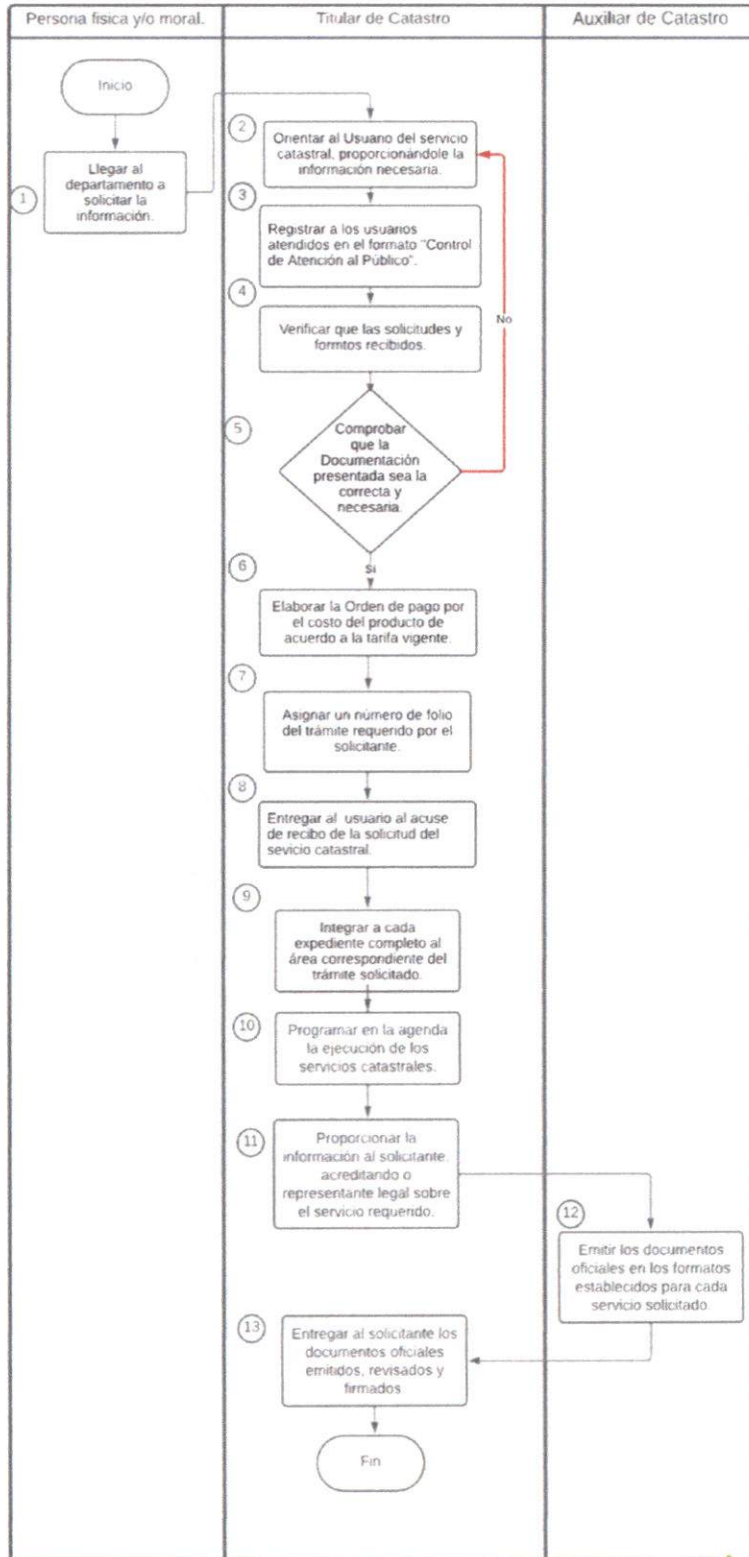 Persona fisica y/o moral.
Titular de Catastro
Auxiliar de Catastro
Inicio
1
Llegar al
departamento a
solicitar la
información.
2
Orientar al Usuario del servicio
catastral, proporcionándole la
información necesaria.
3
Registrar a los usuarios
atendidos en el formato "Control
de Atención al Público".
4
Verificar que las solicitudes y
formtos recibidos.
No
5
Comprobar
que la
Documentación
presentada sea la
correcta y
necesaria.
Si
6
Elaborar la Orden de pago por
el costo del producto de
acuerdo a la tarifa vigente.
7
Asignar un número de folio
del trámite requerido por el
solicitante.
8
Entregar al usuario al acuse
de recibo de la solicitud del
sevicio catastral.
9
Integrar a cada
expediente completo al
área correspondiente del
trámite solicitado.
10
Programar en la agenda
la ejecución de los
servicios catastrales.
11
Proporcionar la
información al solicitante,
acreditando o
representante legal sobre
el servicio requerido.
12
Emitir los documentos
oficiales en los formatos
establecidos para cada
servicio solicitado.
13
Entregar al solicitante los
documentos oficiales
emitidos, revisados y
firmados.
Fin